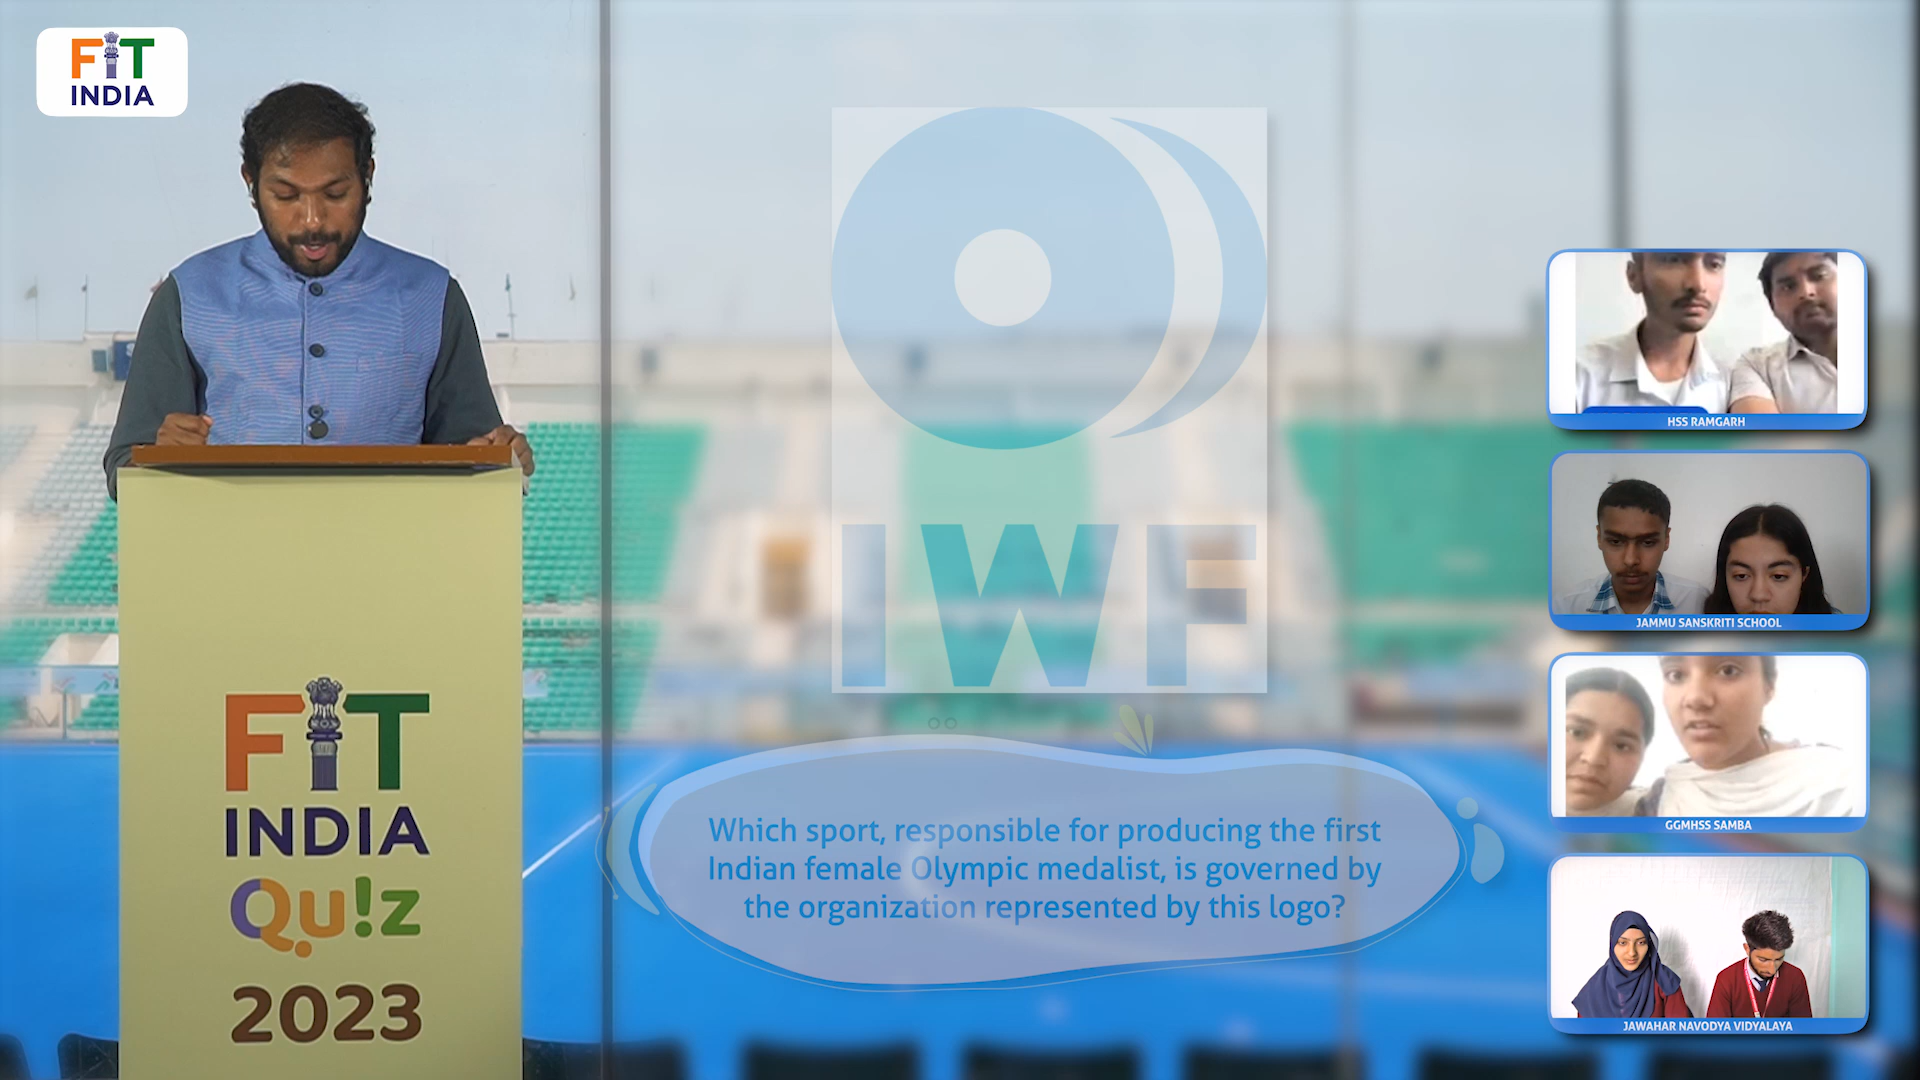 FIT
INDIA
IWF
Which sport, responsible for producing the first
Indian female Olympic medalist, is governed by
the organization represented by this logo?
HSS RAMGARH
JAMMU SANSKRITI SCHOOL
GGMHSS SAMBA
JAWAHAR NAVODYA VIDYALAYA
FIT
INDIA
Quiz
2023